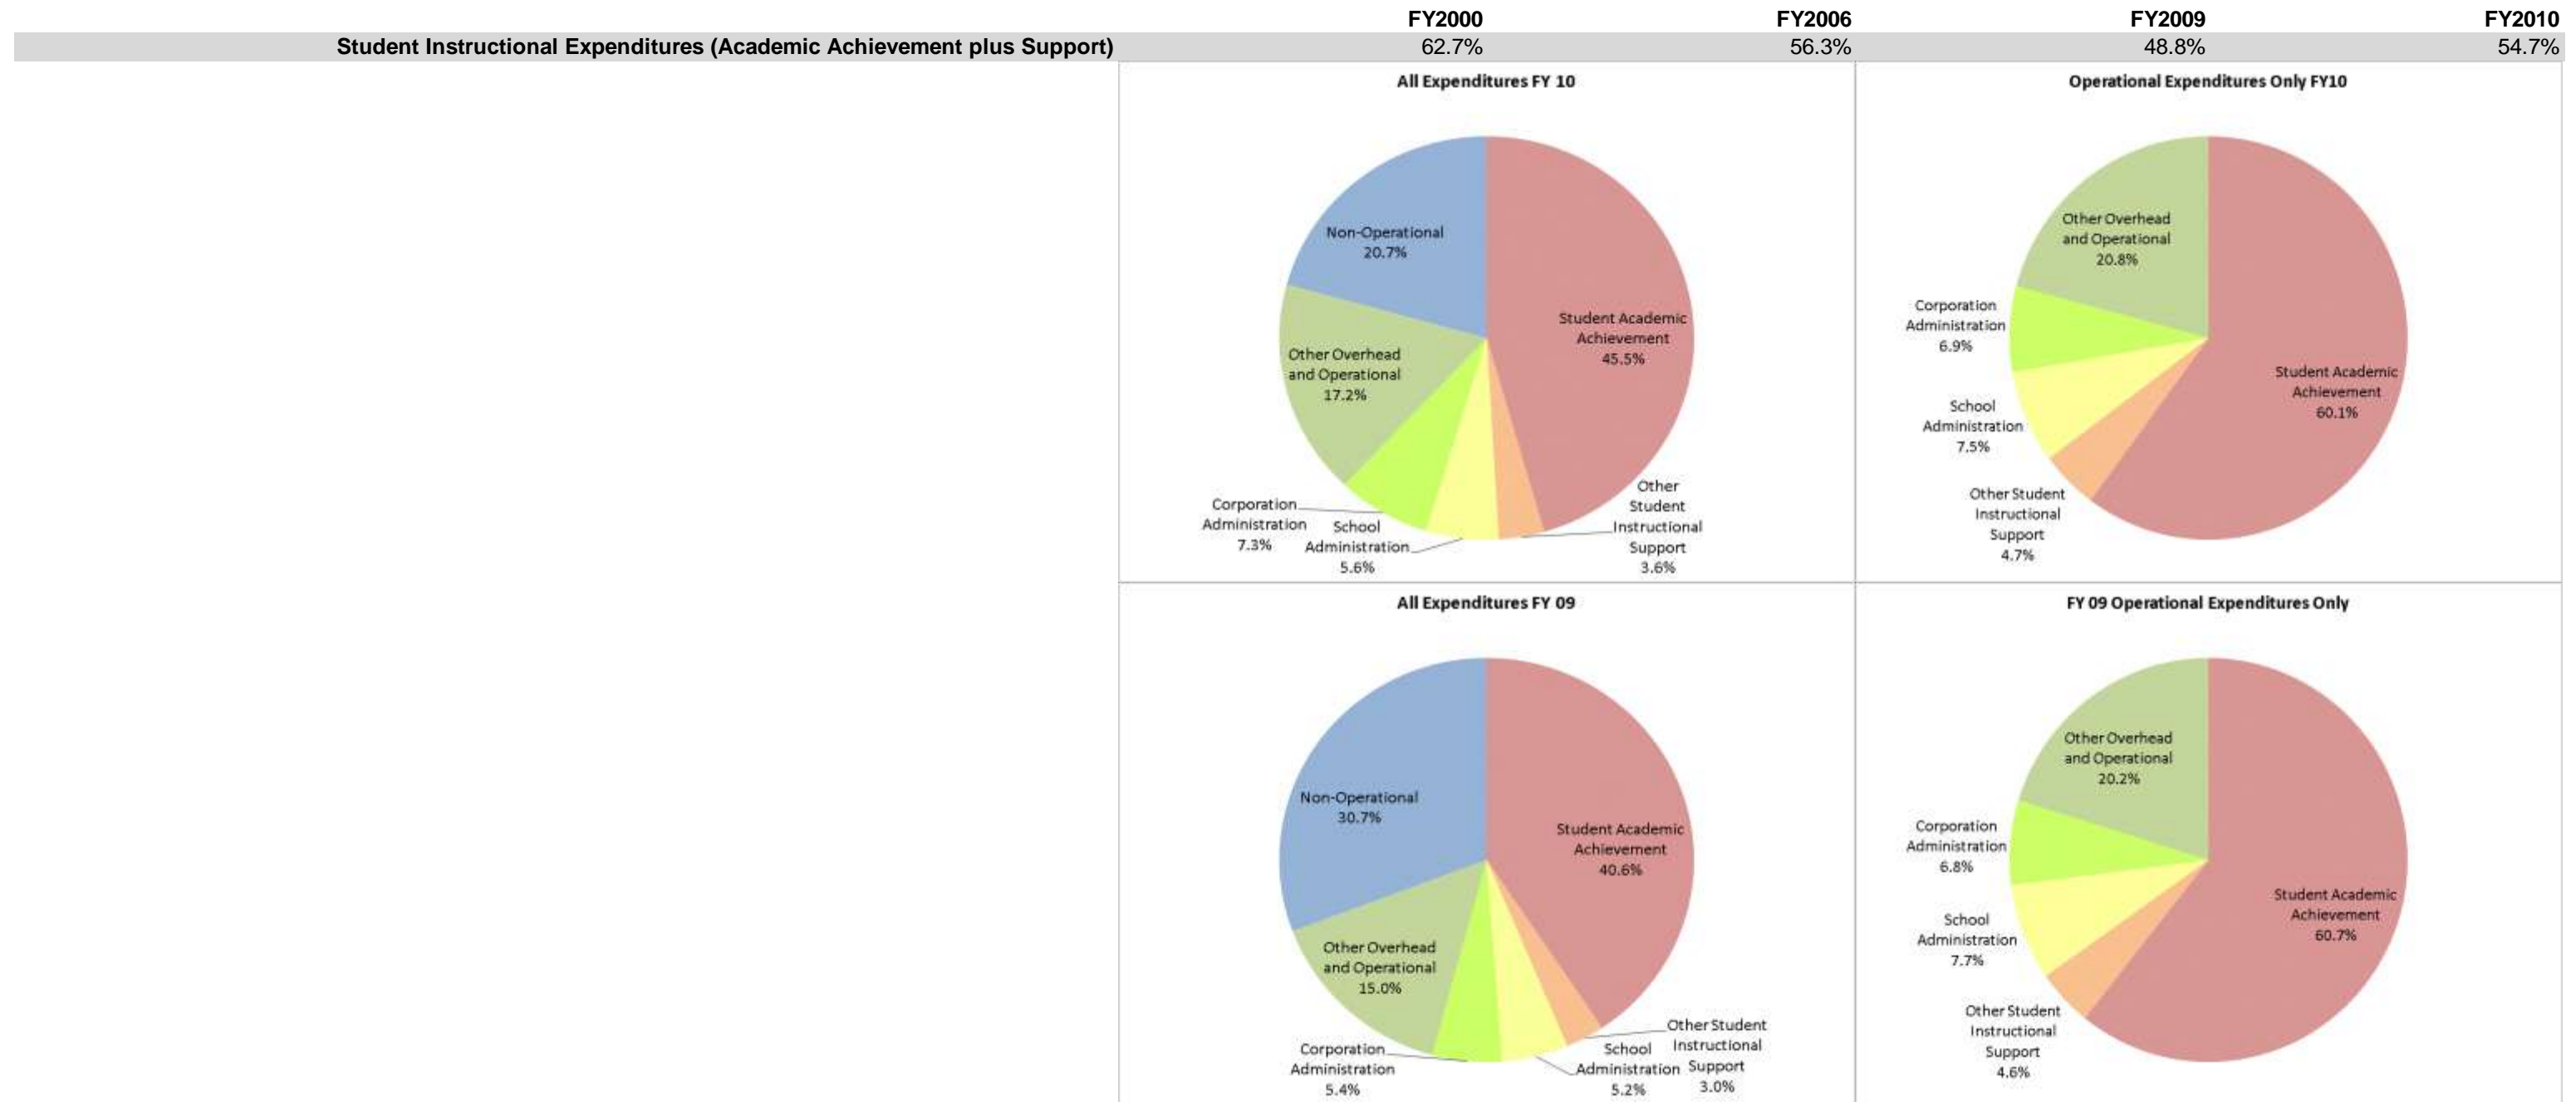 FY2000 FY2006 FY2009 FY2010
Student Instructional Expenditures (Academic Achievement plus Support) 62.7% 56.3% 48.8% 54.7%
All Expenditures FY 10
Non-Operational
20.7%
Student Academic
Achievement
45.5%
Other Overhead
and Operational
17.2%
Corporation
Administration
7.3%
School
Administration
5.6%
Other
Student
Instructional
Support
3.6%
Operational Expenditures Only FY10
Other Overhead
and Operational
20.8%
Corporation
Administration
6.9%
Student Academic
Achievement
60.1%
School
Administration
7.5%
Other Student
Instructional
Support
4.7%
All Expenditures FY 09
Non-Operational
30.7%
Student Academic
Achievement
40.6%
Other Overhead
and Operational
15.0%
Corporation
Administration
5.4%
School
Administration
5.2%
Other Student
Instructional
Support
3.0%
FY 09 Operational Expenditures Only
Other Overhead
and Operational
20.2%
Corporation
Administration
6.8%
Student Academic
Achievement
60.7%
School
Administration
7.7%
Other Student
Instructional
Support
4.6%